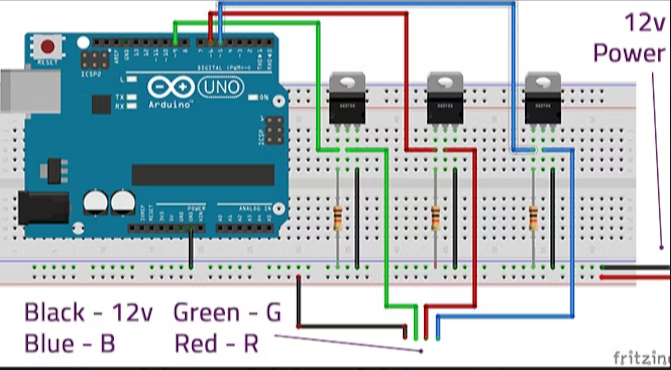 12v
Power
RESET
ICSP2
L
TX
RX
Arduino
UNO
ON
ICSP
DIGITAL (PWM=~)
POWER
ANALOG IN
Black - 12v Green - G
Blue - B Red - R
fritzing